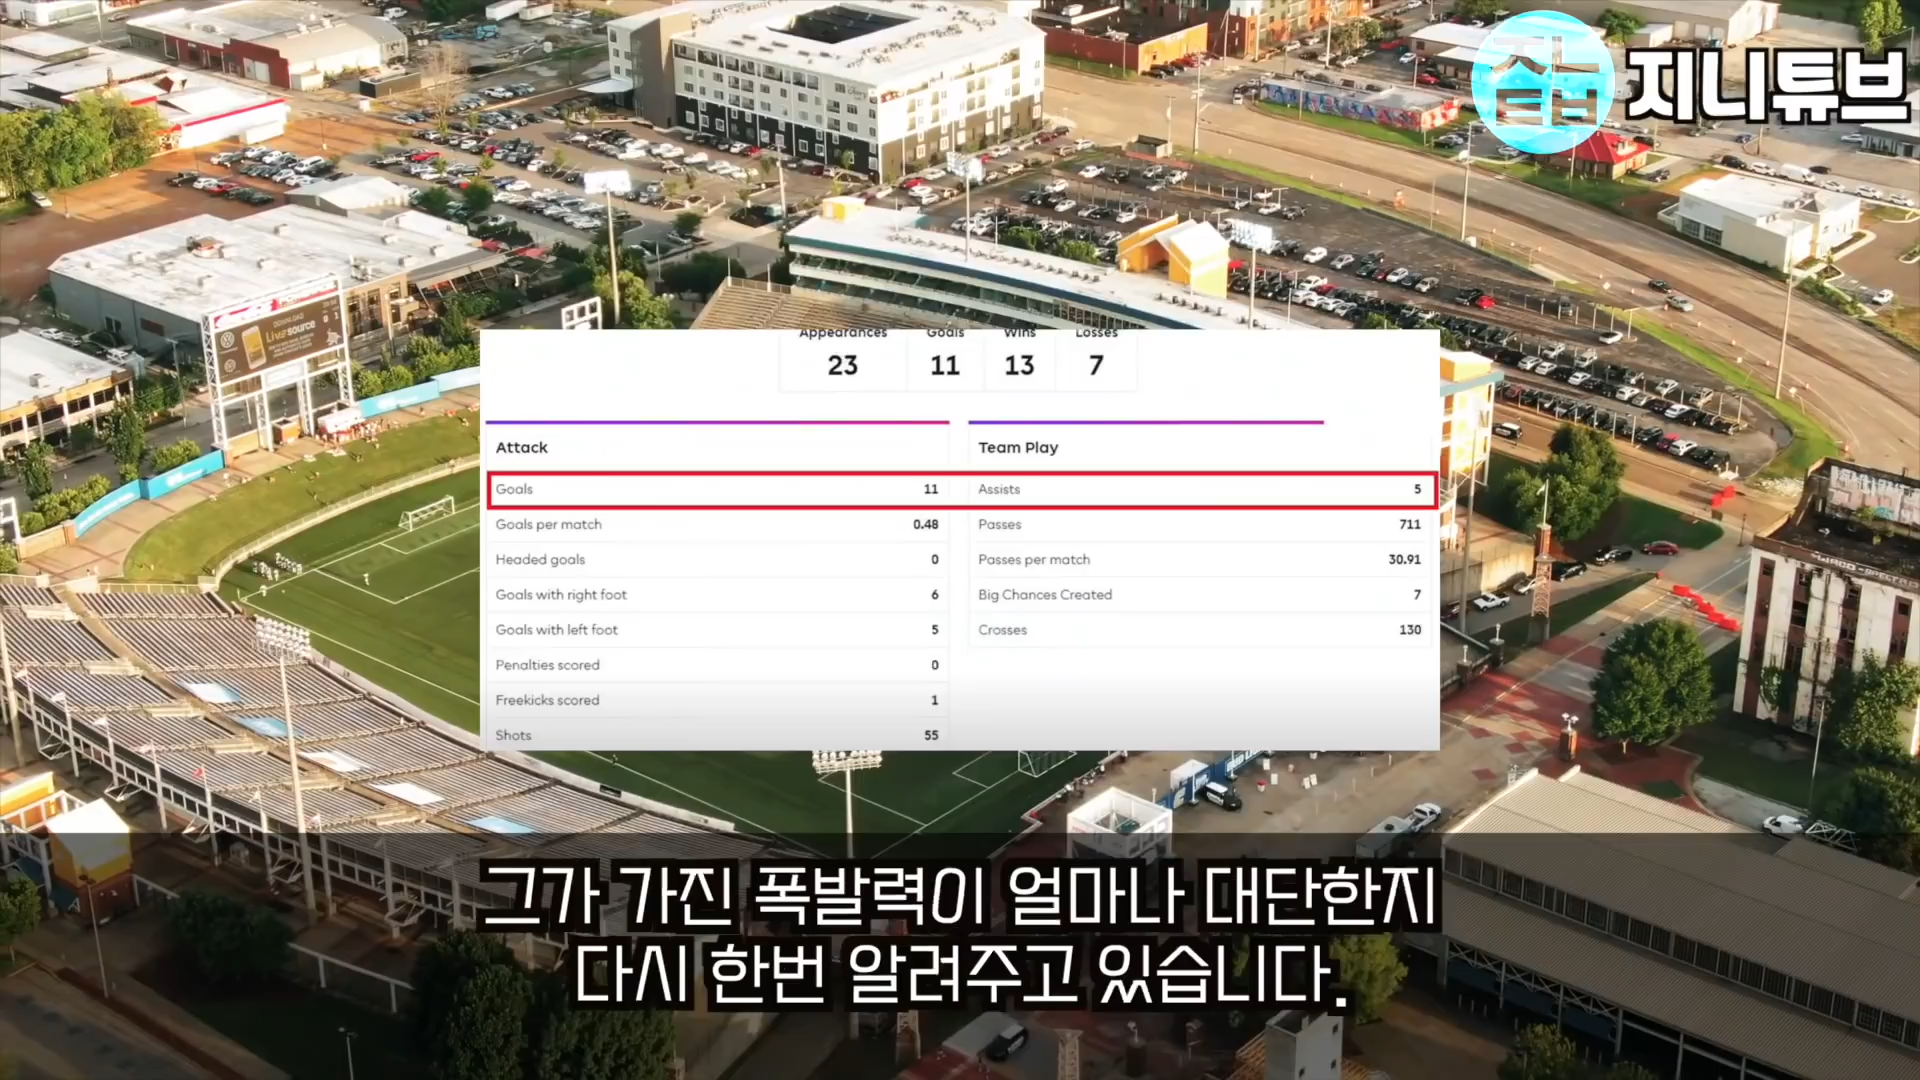 지니튜브
DOWNLOAD
Livesource
Appearances Goals Wins Losses
23 11 13 7
Attack Team Play
Goals 11 Assists 5
Goals per match 0.48 Passes 711
Headed goals 0 Passes per match 30.91
Goals with right foot 6 Big Chances Created 7
Goals with left foot 5 Crosses 130
Penalties scored 0
Freekicks scored 1
Shots 55
그가 가진 폭발력이 얼마나 대단한지
다시 한번 알려주고 있습니다.